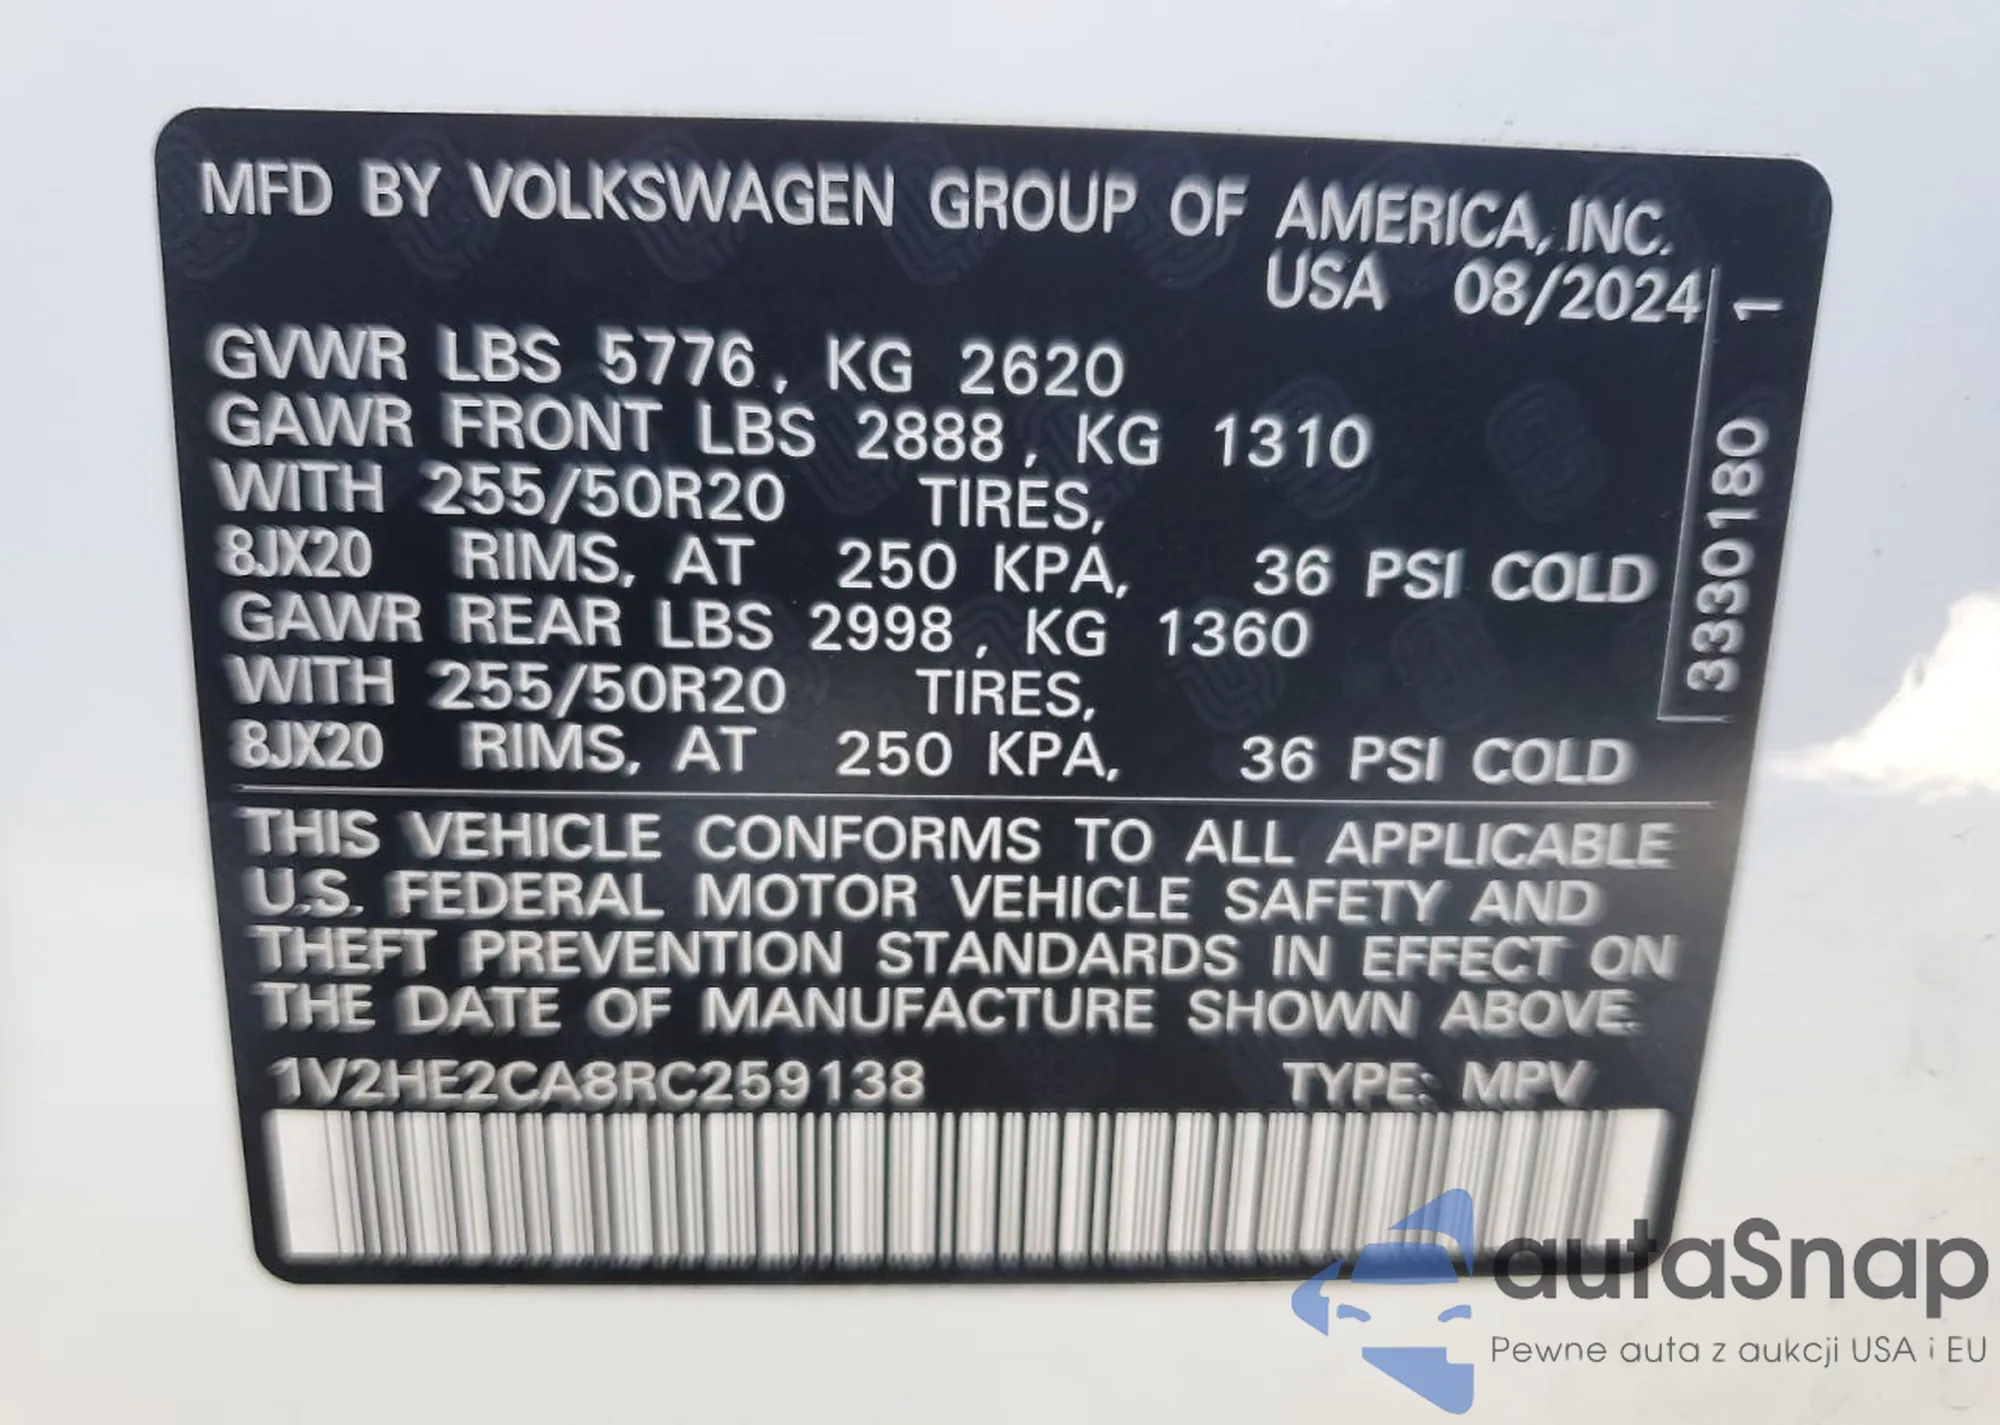 MFD BY VOLKSWAGEN GROUP OF AMERICA, INC.
USA 08/2024
GVWR LBS 5776, KG 2620
GAWR FRONT LBS 2888, KG 1310
WITH 255/50R20 TIRES,
8JX20 RIMS, AT 250 KPA, 36 PSI COLD
GAWR REAR LBS 2998, KG 1360
WITH 255/50R20 TIRES,
8JX20 RIMS, AT 250 KPA, 36 PSI COLD
3330180 1
THIS VEHICLE CONFORMS TO ALL APPLICABLE
U.S. FEDERAL MOTOR VEHICLE SAFETY AND
THEFT PREVENTION STANDARDS IN EFFECT ON
THE DATE OF MANUFACTURE SHOWN ABOVE.
1V2HE2CA8RC259138 TYPE: MPV
autaSnap
Pewne auta z aukcji USA i EU